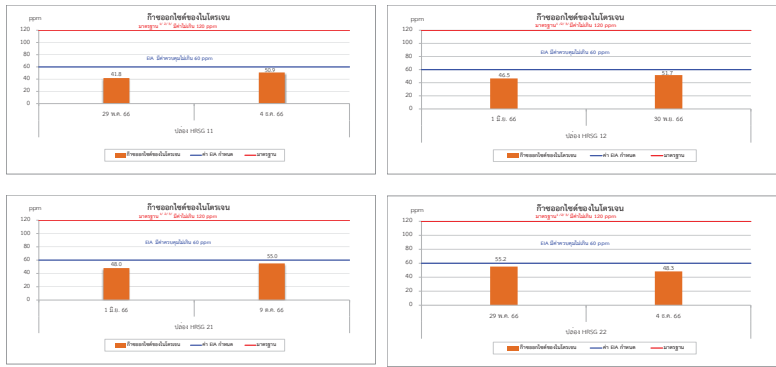 ppm
ก๊าซออกไซด์ของไนโตรเจน
มาตรฐาน มีค่าไม่เกิน 120 ppm
120
100
80
60
40
20
0
EIA มีค่าควบคุมไม่เกิน 60 ppm
41.8
50.9
29 พ.ค. 66
4 ธ.ค. 66
ปล่อง HRSG 11
ก๊าซออกไซด์ของไนโตรเจน ค่า EIA กำหนด มาตรฐาน
ppm
ก๊าซออกไซด์ของไนโตรเจน
มาตรฐาน มีค่าไม่เกิน 120 ppm
120
100
80
60
40
20
0
EIA มีค่าควบคุมไม่เกิน 60 ppm
46.5
51.7
1 มิ.ย. 66
30 พ.ย. 66
ปล่อง HRSG 12
ก๊าซออกไซด์ของไนโตรเจน ค่า EIA กำหนด มาตรฐาน
ppm
ก๊าซออกไซด์ของไนโตรเจน
มาตรฐาน มีค่าไม่เกิน 120 ppm
120
100
80
60
40
20
0
EIA มีค่าควบคุมไม่เกิน 60 ppm
48.0
55.0
1 มิ.ย. 66
9 ต.ค. 66
ปล่อง HRSG 21
ก๊าซออกไซด์ของไนโตรเจน ค่า EIA กำหนด มาตรฐาน
ppm
ก๊าซออกไซด์ของไนโตรเจน
มาตรฐาน มีค่าไม่เกิน 120 ppm
120
100
80
60
40
20
0
EIA มีค่าควบคุมไม่เกิน 60 ppm
55.2
48.3
29 พ.ค. 66
4 ธ.ค. 66
ปล่อง HRSG 22
ก๊าซออกไซด์ของไนโตรเจน ค่า EIA กำหนด มาตรฐาน